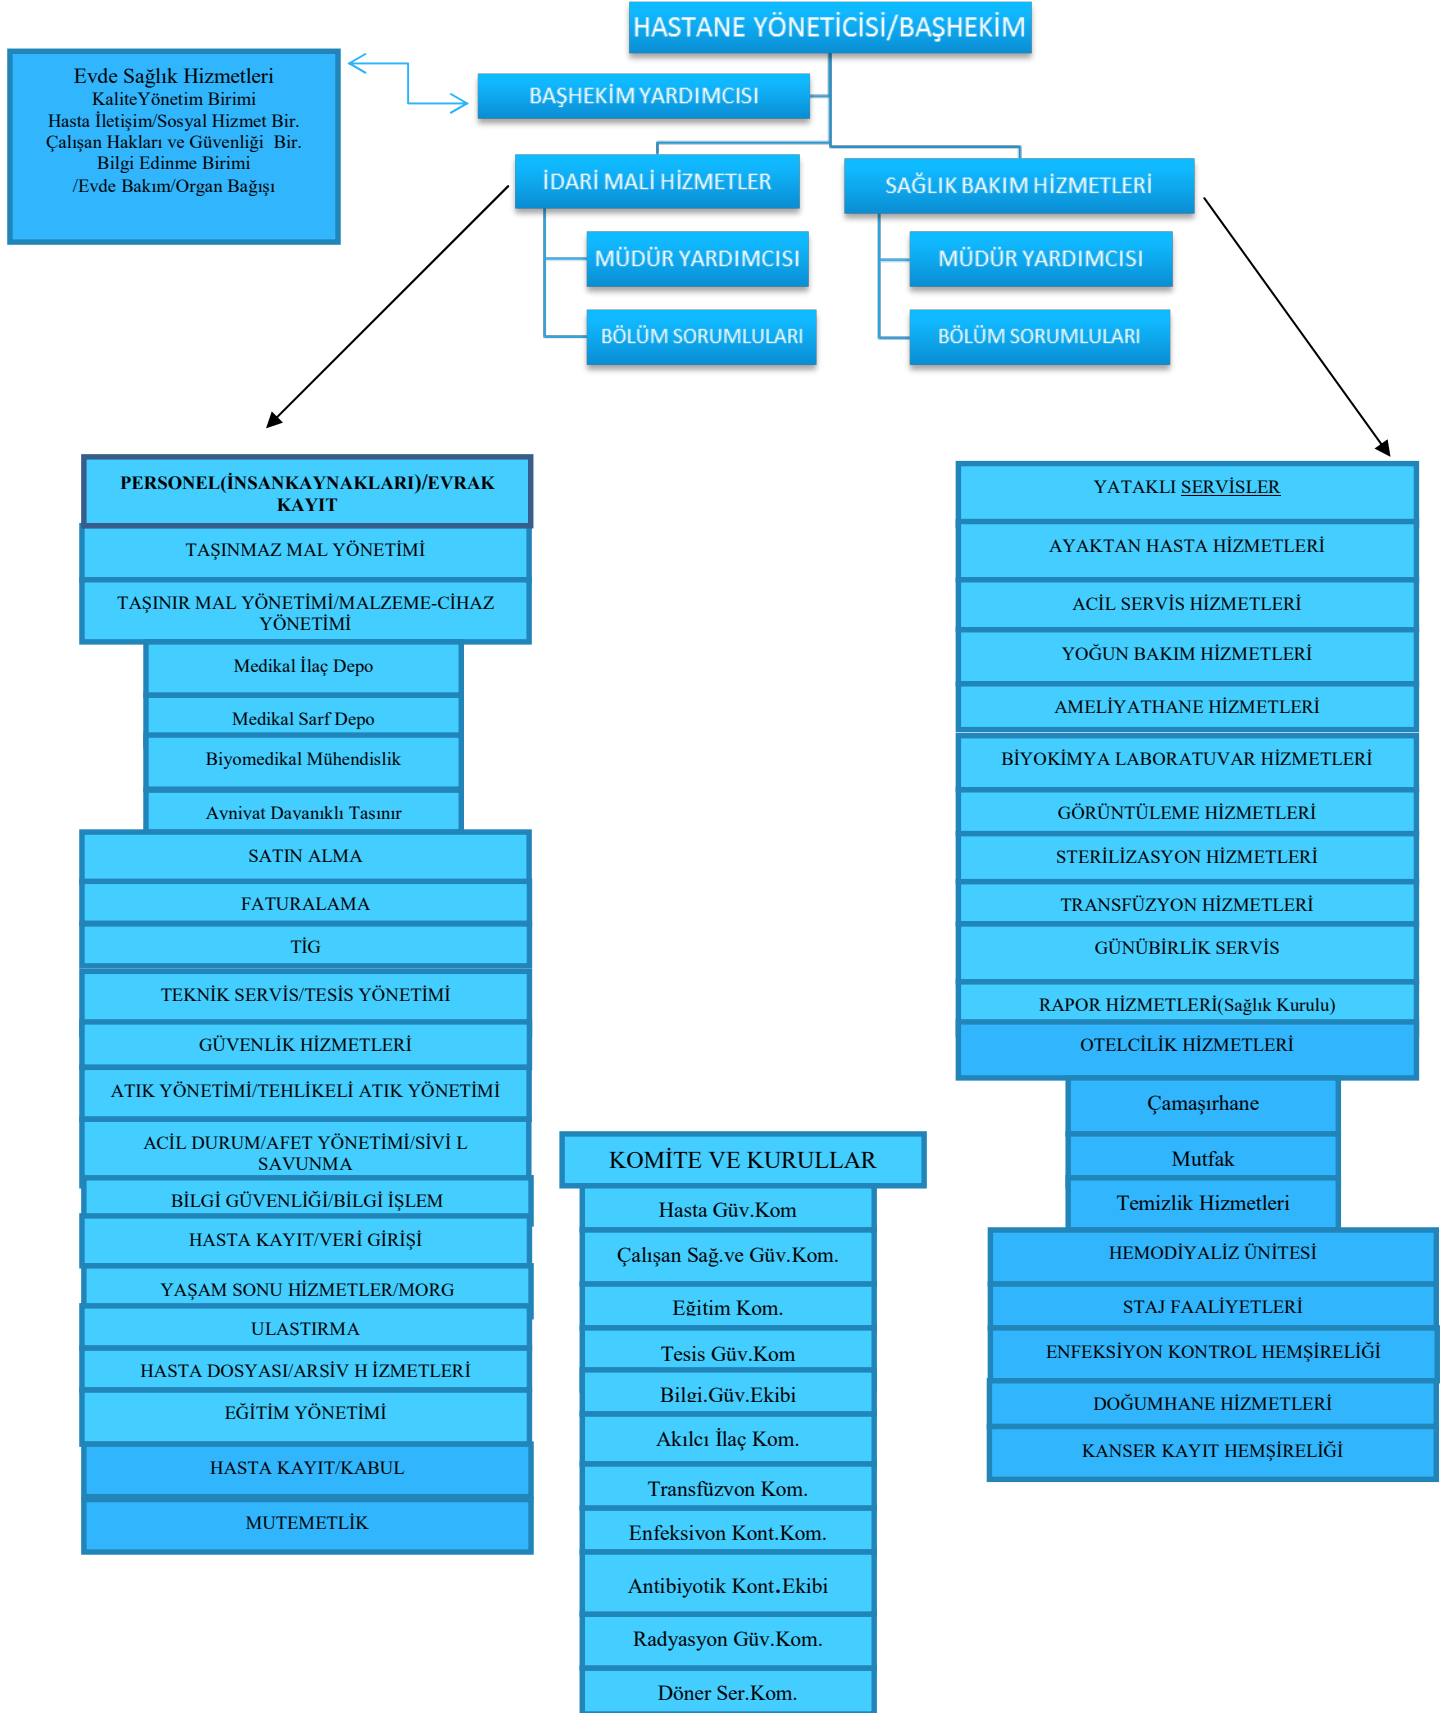 HASTANE YÖNETİCİSİ/BAŞHEKİM
BAŞHEKİM YARDIMCISI
Evde Sağlık Hizmetleri
KaliteYönetim Birimi
Hasta İletişim/Sosyal Hizmet Bir.
Çalışan Hakları ve Güvenliği Bir.
Bilgi Edinme Birimi
/Evde Bakım/Organ Bağışı
İDARİ MALİ HİZMETLER
MÜDÜR YARDIMCISI
BÖLÜM SORUMLULARI
SAĞLIK BAKIM HİZMETLERİ
MÜDÜR YARDIMCISI
BÖLÜM SORUMLULARI
PERSONEL(İNSANKAYNAKLARI)/EVRAK
KAYIT
TAŞINMAZ MAL YÖNETİMİ
TAŞINIR MAL YÖNETİMİ/MALZEME-CİHAZ
YÖNETİMİ
Medikal İlaç Depo
Medikal Sarf Depo
Biyomedikal Mühendislik
Ayniyat Dayanıklı Taşınır
SATIN ALMA
FATURALAMA
TİG
TEKNİK SERVİS/TESİS YÖNETİMİ
GÜVENLİK HİZMETLERİ
ATIK YÖNETİMİ/TEHLİKELİ ATIK YÖNETİMİ
ACİL DURUM/AFET YÖNETİMİ/SİVİ L
SAVUNMA
BİLGİ GÜVENLİĞİ/BİLGİ İŞLEM
HASTA KAYIT/VERİ GİRİŞİ
YAŞAM SONU HİZMETLER/MORG
ULAŞTIRMA
HASTA DOSYASI/ARŞİV H İZMETLERİ
EĞİTİM YÖNETİMİ
HASTA KAYIT/KABUL
MUTEMETLİK
KOMİTE VE KURULLAR
Hasta Güv.Kom
Çalışan Sağ.ve Güv.Kom.
Eğitim Kom.
Tesis Güv.Kom
Bilgi.Güv.Ekibi
Akılcı İlaç Kom.
Transfüzyon Kom.
Enfeksiyon Kont.Kom.
Antibiyotik Kont.Ekibi
Radyasyon Güv.Kom.
Döner Ser.Kom.
YATAKLI SERVİSLER
AYAKTAN HASTA HİZMETLERİ
ACİL SERVİS HİZMETLERİ
YOĞUN BAKIM HİZMETLERİ
AMELİYATHANE HİZMETLERİ
BİYOKİMYA LABORATUVAR HİZMETLERİ
GÖRÜNTÜLEME HİZMETLERİ
STERİLİZASYON HİZMETLERİ
TRANSFÜZYON HİZMETLERİ
GÜNÜBİRLİK SERVİS
RAPOR HİZMETLERİ(Sağlık Kurulu)
OTELCİLİK HİZMETLERİ
Çamaşırhane
Mutfak
Temizlik Hizmetleri
HEMODİYALİZ ÜNİTESİ
STAJ FAALİYETLERİ
ENFEKSİYON KONTROL HEMŞİRELİĞİ
DOĞUMHANE HİZMETLERİ
KANSER KAYIT HEMŞİRELİĞİ